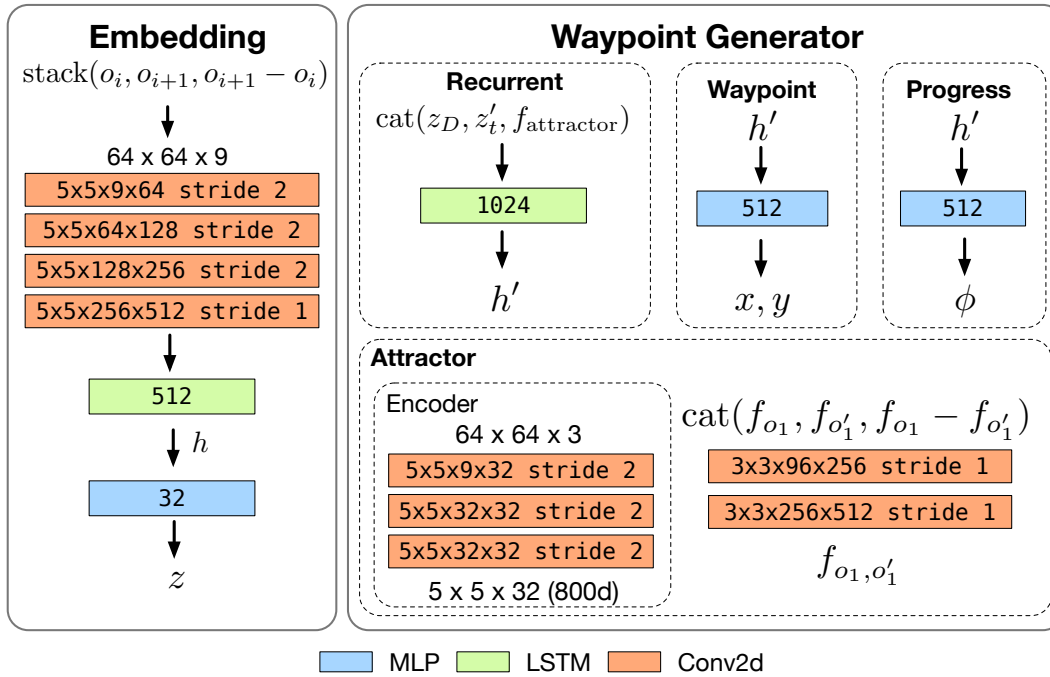 Embedding
stack(o_i, o_{i+1}, o_{i+1} − o_i)
64 x 64 x 9
5x5x9x64 stride 2
5x5x64x128 stride 2
5x5x128x256 stride 2
5x5x256x512 stride 1
512
h
32
z
Waypoint Generator
Recurrent
cat(z_D, z'_t, f_attractor)
1024
h′
Waypoint
h′
512
x, y
Progress
h′
512
ϕ
Attractor
Encoder
64 x 64 x 3
5x5x9x32 stride 2
5x5x32x32 stride 2
5x5x32x32 stride 2
5 x 5 x 32 (800d)
cat(f_{o_1}, f_{o'_1}, f_{o_1} − f_{o'_1})
3x3x96x256 stride 1
3x3x256x512 stride 1
f_{o_1,o'_1}
MLP LSTM Conv2d